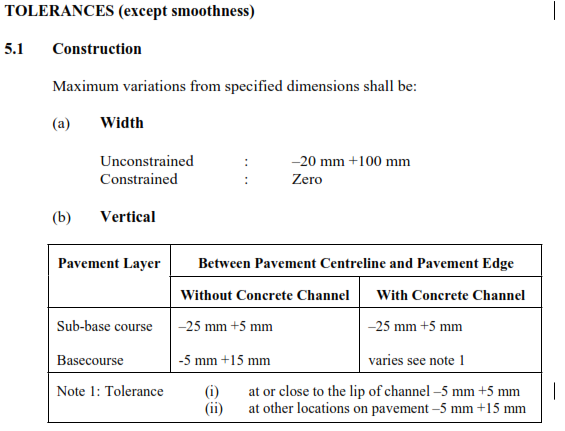 TOLERANCES (except smoothness)
5.1 Construction
Maximum variations from specified dimensions shall be:
(a) Width
Unconstrained : –20 mm +100 mm
Constrained : Zero
(b) Vertical
Pavement Layer Between Pavement Centreline and Pavement Edge
Without Concrete Channel With Concrete Channel
Sub-base course –25 mm +5 mm –25 mm +5 mm
Basecourse -5 mm +15 mm varies see note 1
Note 1: Tolerance (i) at or close to the lip of channel –5 mm +5 mm
(ii) at other locations on pavement –5 mm +15 mm